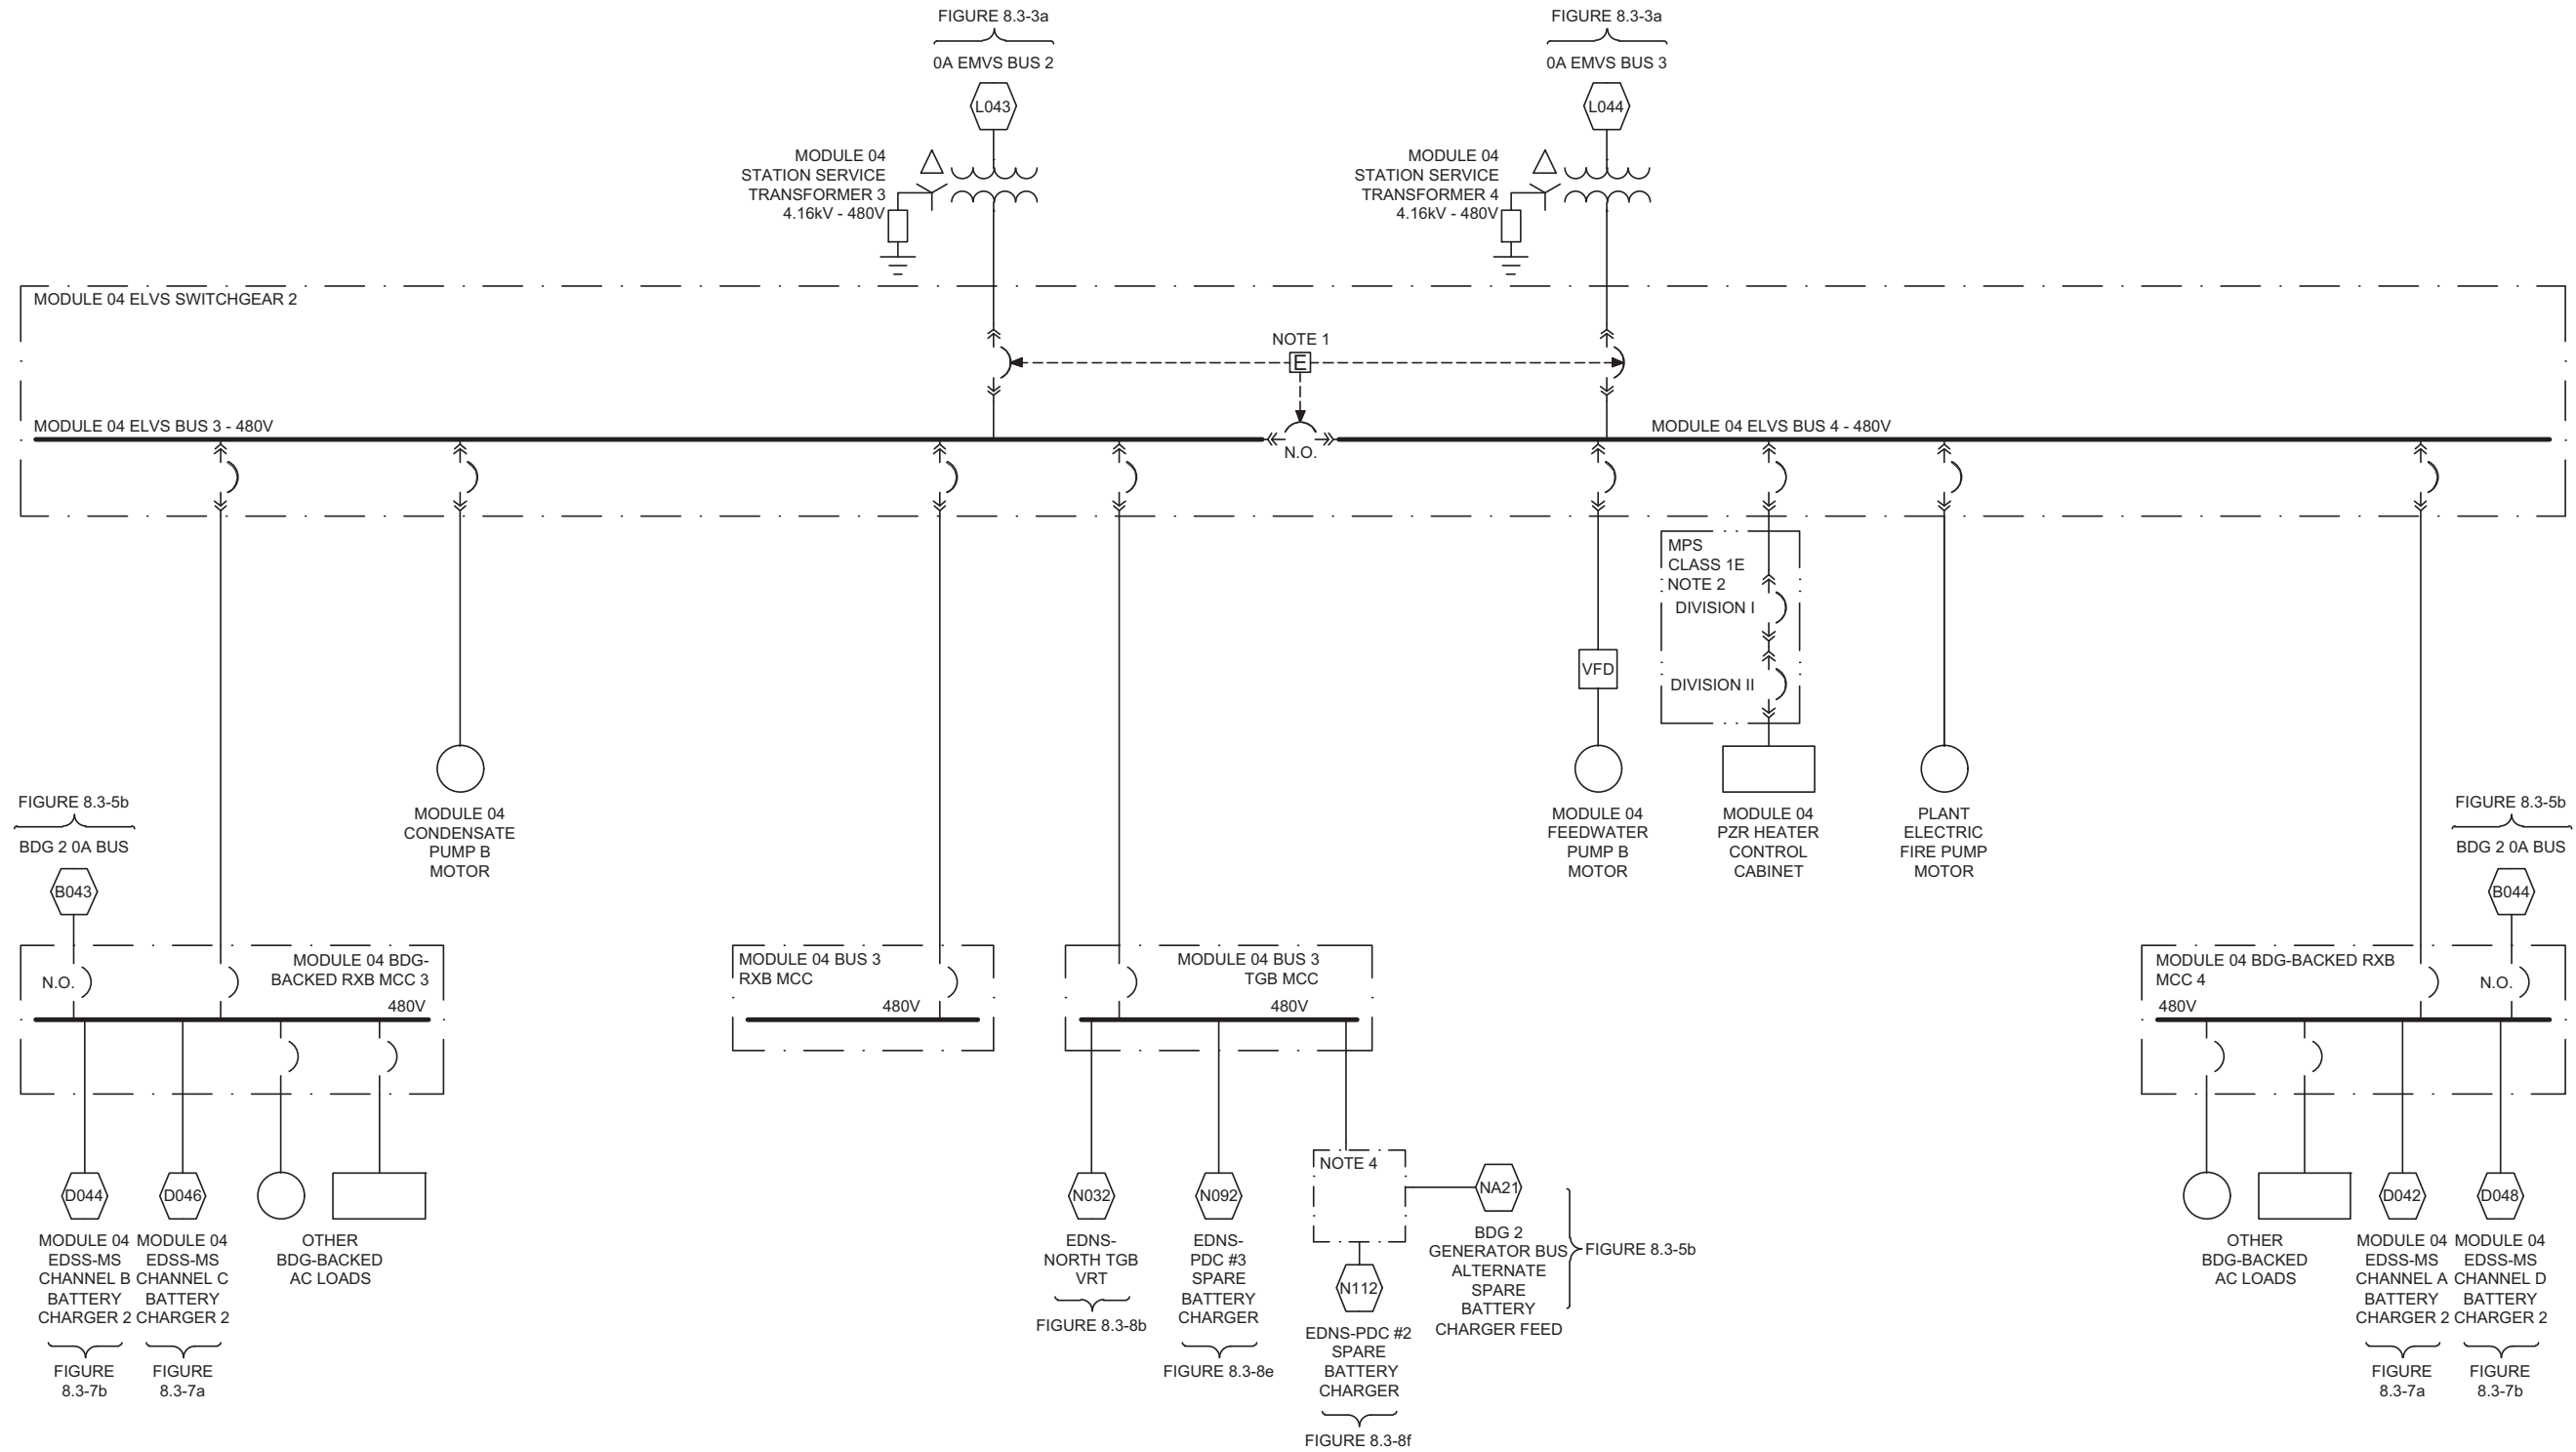 FIGURE 8.3-3a
0A EMVS BUS 2
L043
MODULE 04
STATION SERVICE
TRANSFORMER 3
4.16kV - 480V
FIGURE 8.3-3a
0A EMVS BUS 3
L044
MODULE 04
STATION SERVICE
TRANSFORMER 4
4.16kV - 480V
MODULE 04 ELVS SWITCHGEAR 2
NOTE 1
E
MODULE 04 ELVS BUS 3 - 480V
N.O.
MODULE 04 ELVS BUS 4 - 480V
MPS
CLASS 1E
NOTE 2
DIVISION I
DIVISION II
VFD
MODULE 04
CONDENSATE
PUMP B
MOTOR
MODULE 04
FEEDWATER
PUMP B
MOTOR
MODULE 04
PZR HEATER
CONTROL
CABINET
PLANT
ELECTRIC
FIRE PUMP
MOTOR
FIGURE 8.3-5b
BDG 2 0A BUS
B043
N.O.
MODULE 04 BDG-
BACKED RXB MCC 3
480V
MODULE 04 BUS 3
RXB MCC
480V
MODULE 04 BUS 3
TGB MCC
480V
FIGURE 8.3-5b
BDG 2 0A BUS
B044
MODULE 04 BDG-BACKED RXB
MCC 4
480V
N.O.
D044
MODULE 04
EDSS-MS
CHANNEL B
BATTERY
CHARGER 2
FIGURE
8.3-7b
D046
MODULE 04
EDSS-MS
CHANNEL C
BATTERY
CHARGER 2
FIGURE
8.3-7a
OTHER
BDG-BACKED
AC LOADS
N032
EDNS-
NORTH TGB
VRT
FIGURE 8.3-8b
N092
EDNS-
PDC #3
SPARE
BATTERY
CHARGER
FIGURE 8.3-8e
NOTE 4
N112
EDNS-PDC #2
SPARE
BATTERY
CHARGER
FIGURE 8.3-8f
NA21
BDG 2
GENERATOR BUS
ALTERNATE
SPARE
BATTERY
CHARGER FEED
FIGURE 8.3-5b
OTHER
BDG-BACKED
AC LOADS
D042
MODULE 04
EDSS-MS
CHANNEL A
BATTERY
CHARGER 2
FIGURE
8.3-7a
D048
MODULE 04
EDSS-MS
CHANNEL D
BATTERY
CHARGER 2
FIGURE
8.3-7b